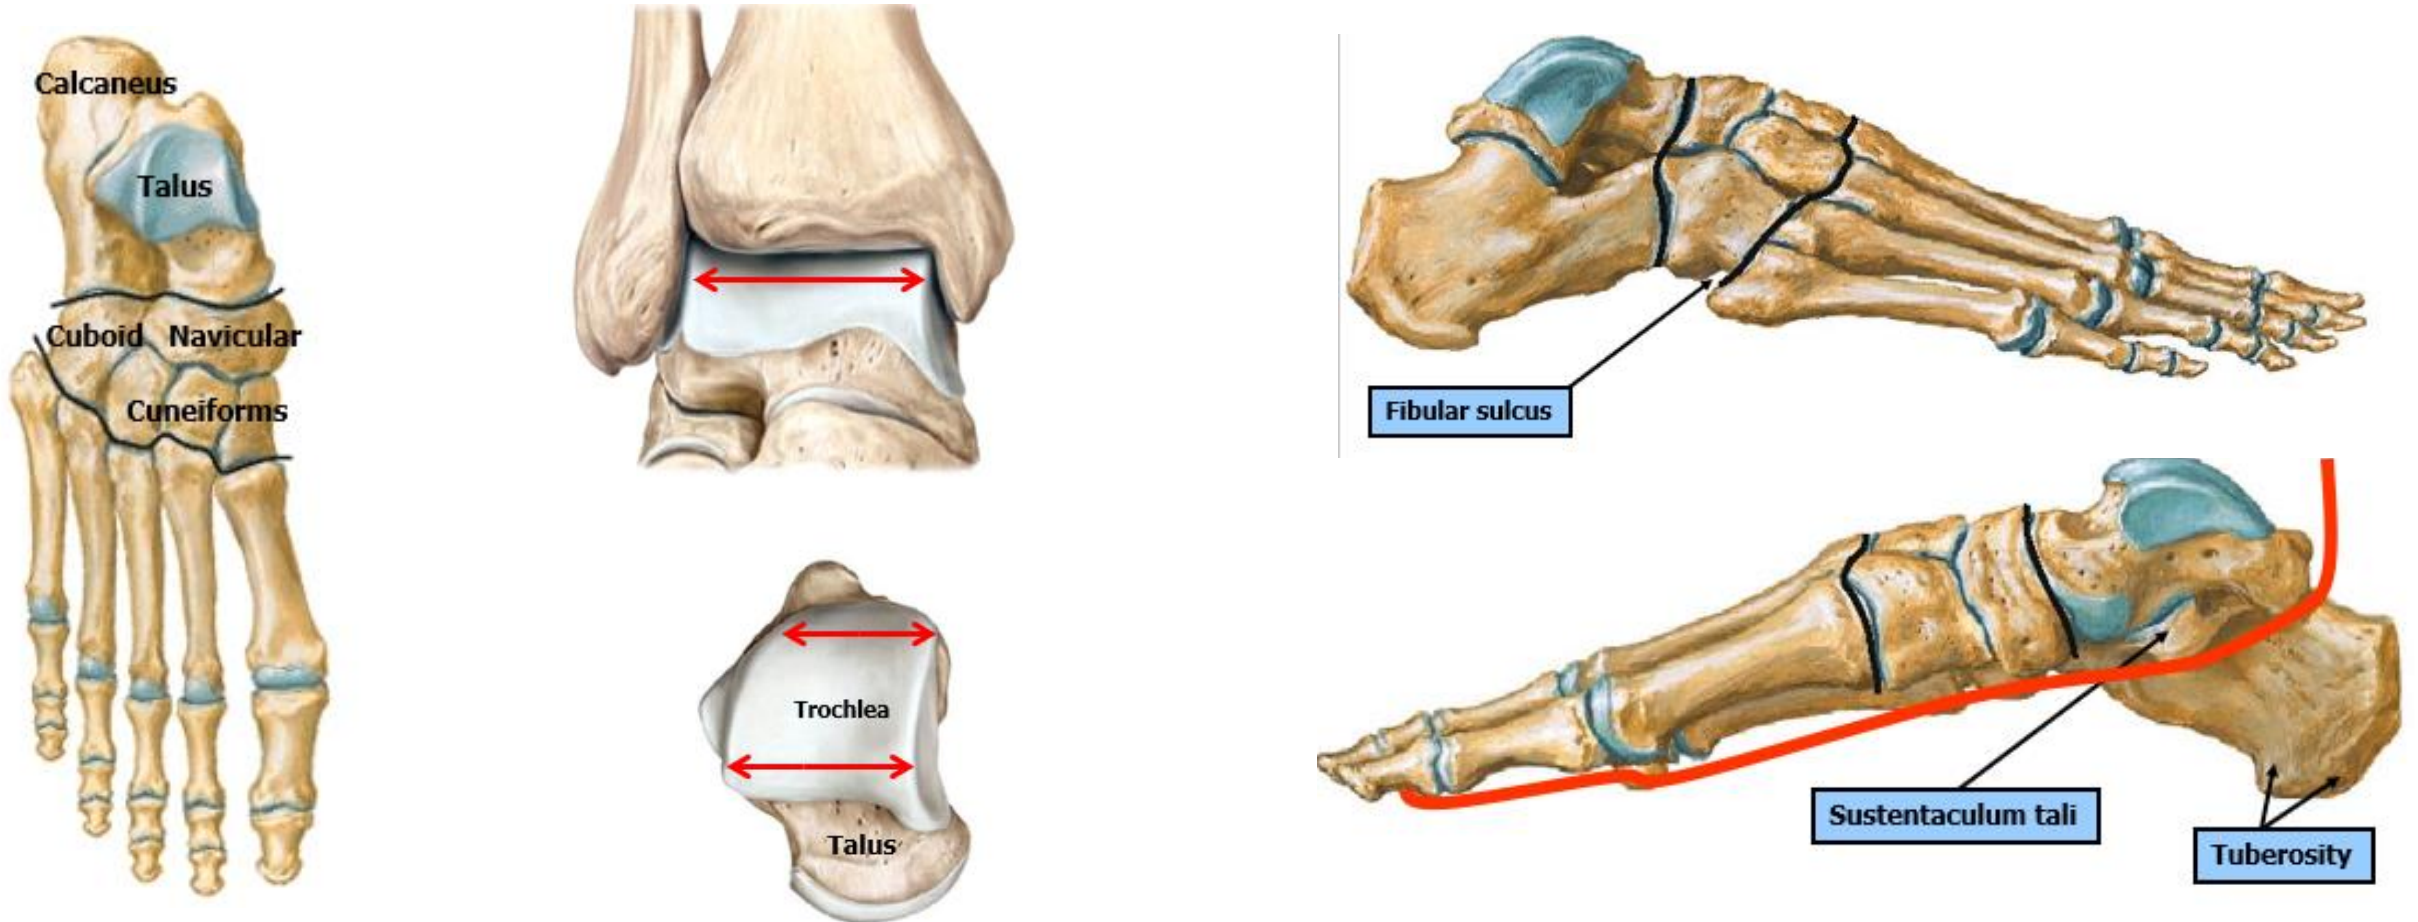 Calcaneus
Talus
Cuboid Navicular
Cuneiforms
Trochlea
Talus
Fibular sulcus
Sustentaculum tali
Tuberosity